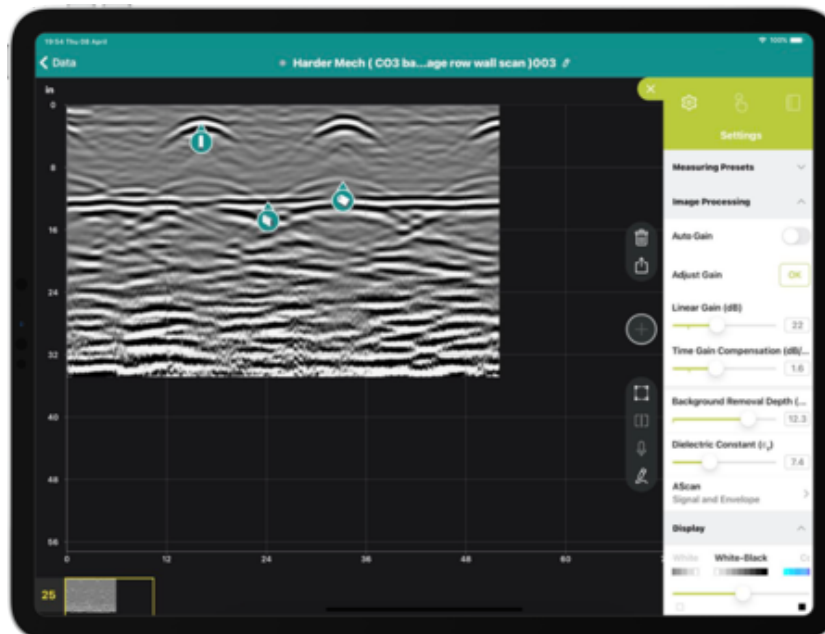 19:54 Thu 08 April
100%
Data
Harder Mech ( CO3 ba...age row wall scan )003
in
0
8
16
24
32
40
48
56
0
12
24
36
48
60
25
Settings
Measuring Presets
Image Processing
Auto Gain
Adjust Gain
OK
Linear Gain (dB)
22
Time Gain Compensation (dB/...
1.6
Background Removal Depth (...
12.3
Dielectric Constant (εr)
7.4
AScan
Signal and Envelope
Display
White
White-Black